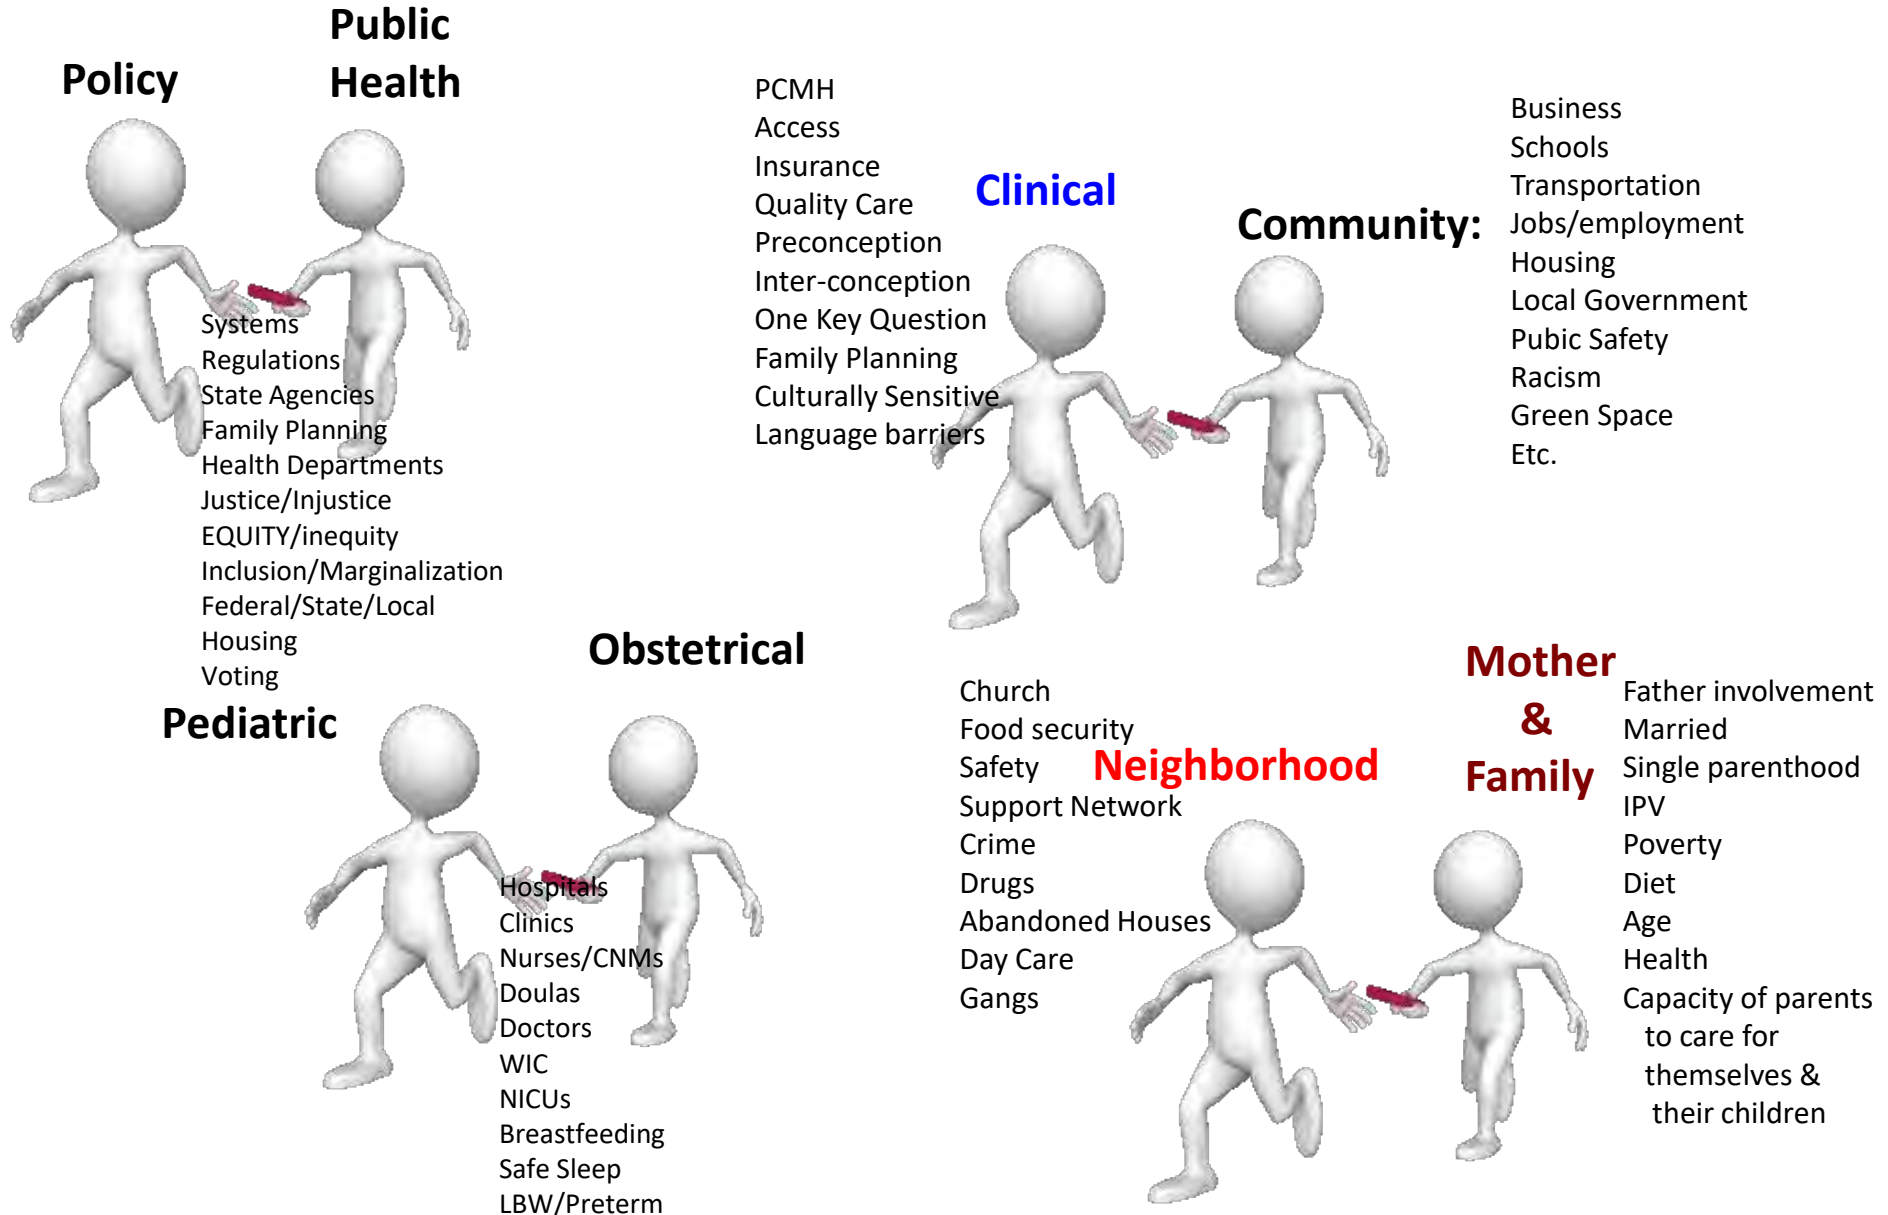 Public
Health
Policy
Systems
Regulations
State Agencies
Family Planning
Health Departments
Justice/Injustice
EQUITY/inequity
Inclusion/Marginalization
Federal/State/Local
Housing
Voting
PCMH
Access
Insurance
Quality Care
Preconception
Inter-conception
One Key Question
Family Planning
Culturally Sensitive
Language barriers
Clinical
Community:
Business
Schools
Transportation
Jobs/employment
Housing
Local Government
Pubic Safety
Racism
Green Space
Etc.
Obstetrical
Pediatric
Hospitals
Clinics
Nurses/CNMs
Doulas
Doctors
WIC
NICUs
Breastfeeding
Safe Sleep
LBW/Preterm
Church
Food security
Safety
Support Network
Crime
Drugs
Abandoned Houses
Day Care
Gangs
Neighborhood
Mother
&
Family
Father involvement
Married
Single parenthood
IPV
Poverty
Diet
Age
Health
Capacity of parents
to care for
themselves &
their children